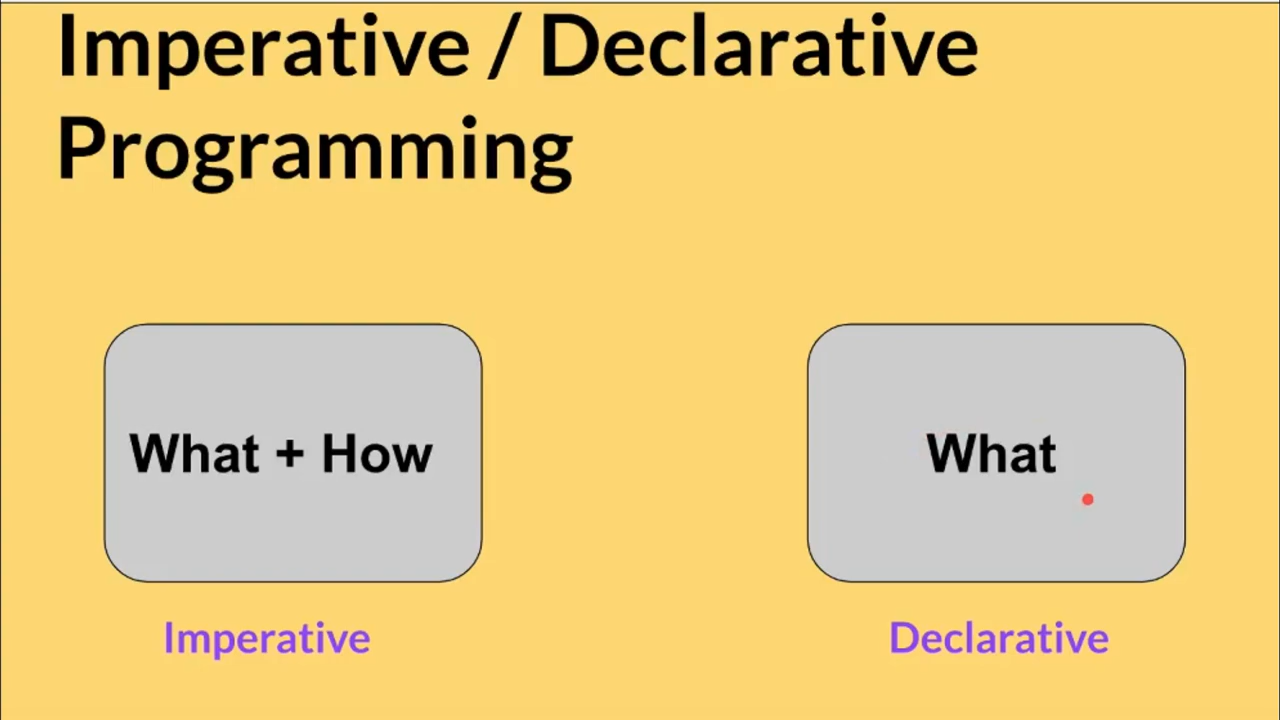 Imperative / Declarative
Programming
What + How
What
Imperative
Declarative